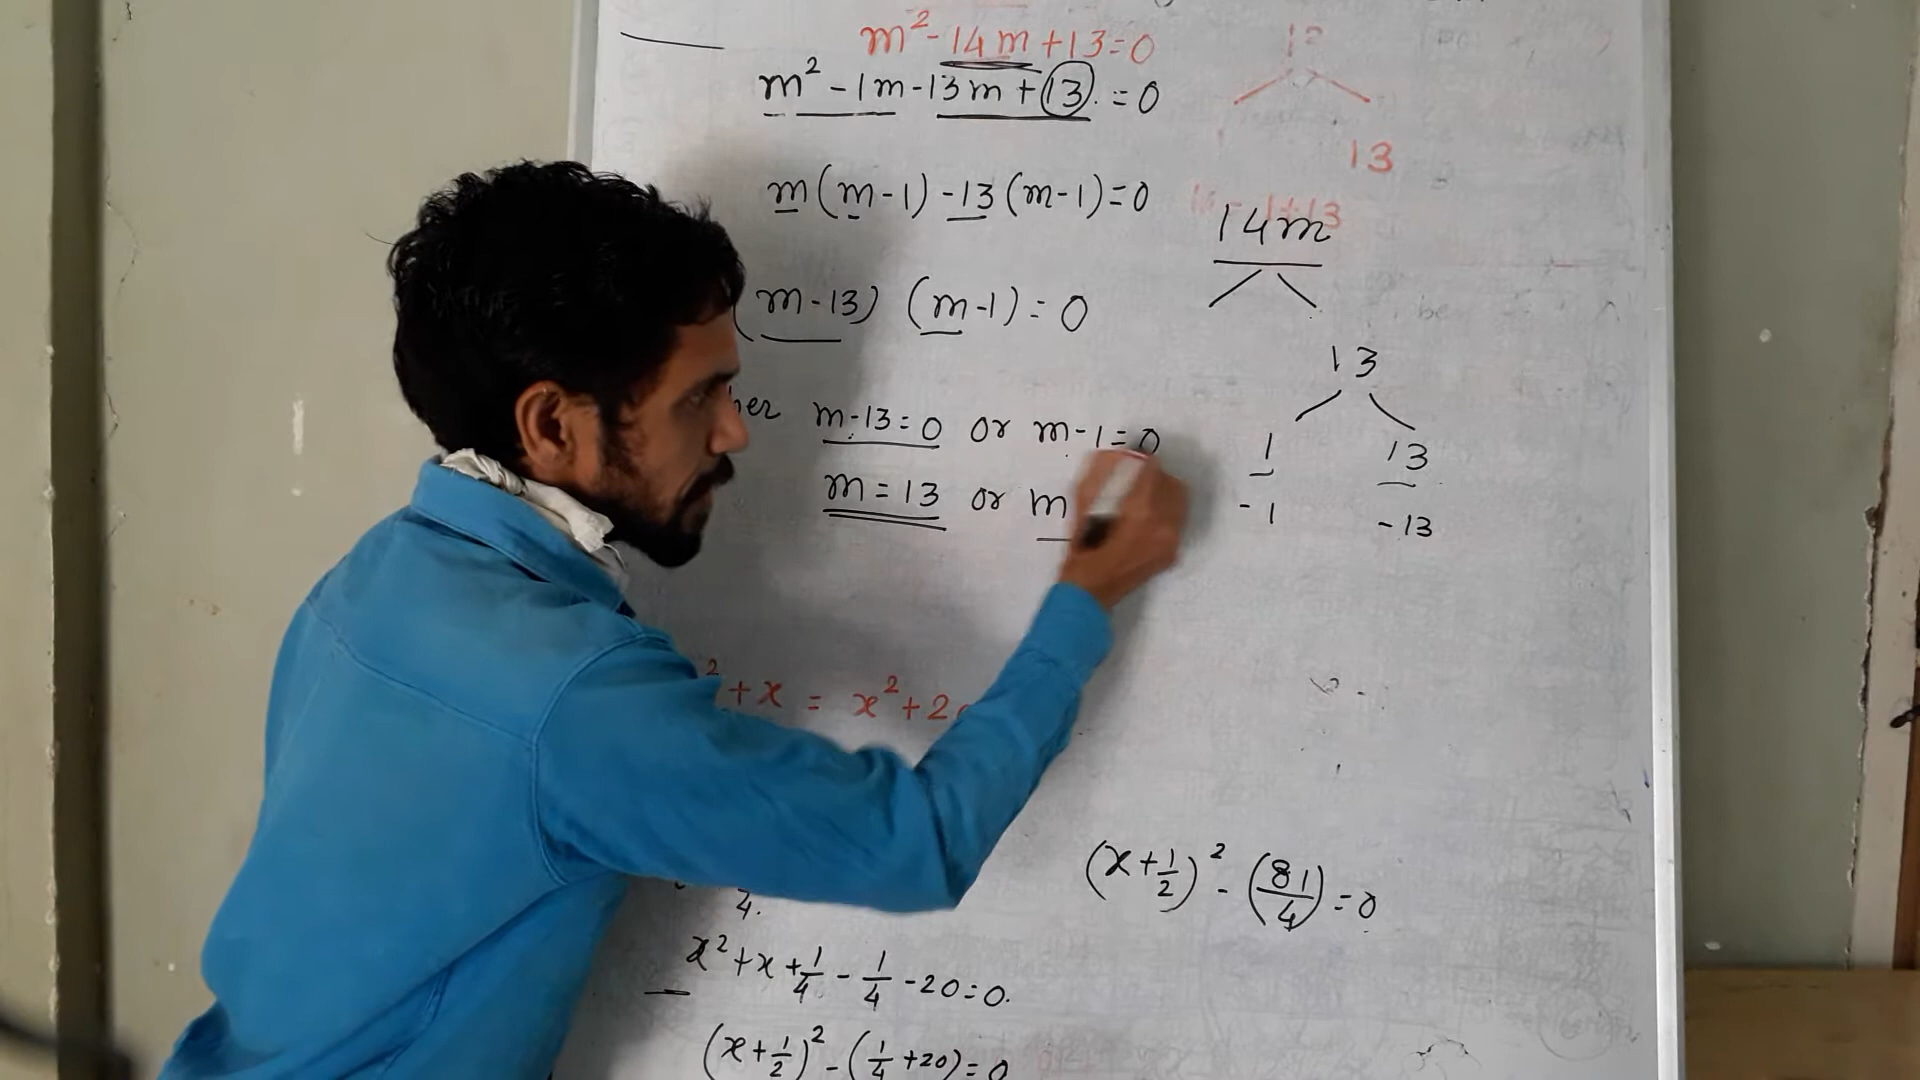 m² - 14m + 13 = 0
m² - 1m - 13m + 13 = 0
m(m-1) - 13(m-1) = 0
(m-13) (m-1) = 0
m-13 = 0 or m-1 = 0
m = 13 or m
13
14m
13
1 13
-1 -13
² + x = x² + 2
4.
x² + x + 1/4 - 1/4 - 20 = 0.
(x + 1/2)² - (1/4 + 20) = 0
(x + 1/2)² - (81/4) = 0